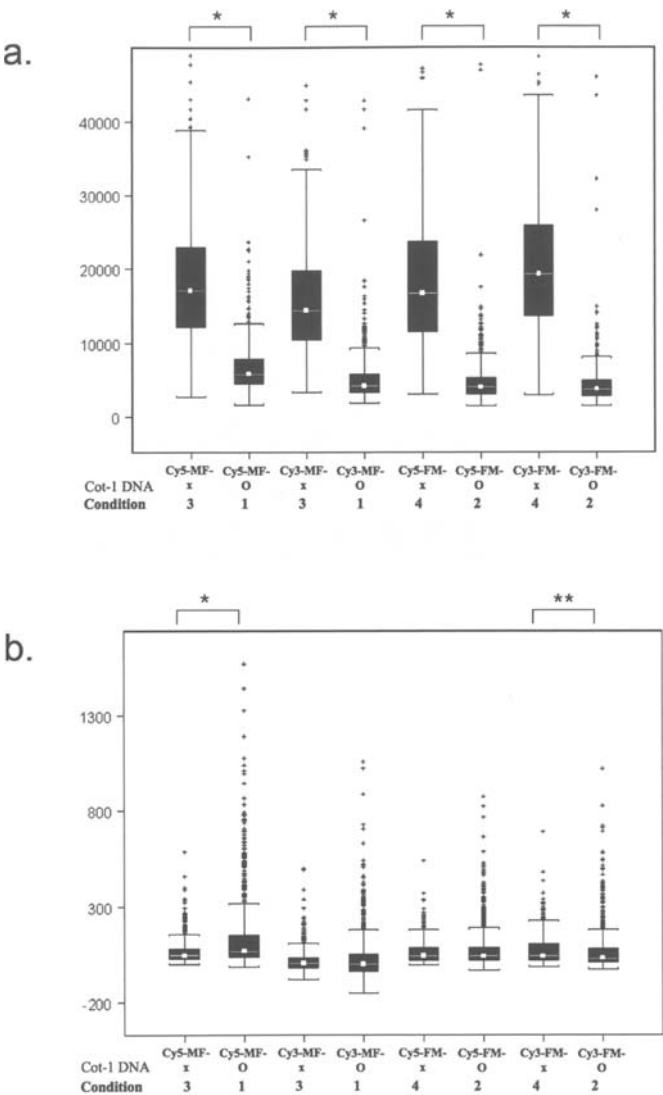 * * * *
a.
40000
30000
20000
10000
0
Cy5-MF- Cy5-MF- Cy3-MF- Cy3-MF- Cy5-FM- Cy5-FM- Cy3-FM- Cy3-FM-
Cot-1 DNA x O x O x O x O
Condition 3 1 3 1 4 2 4 2
* **
b.
1300
800
300
-200
Cy5-MF- Cy5-MF- Cy3-MF- Cy3-MF- Cy5-FM- Cy5-FM- Cy3-FM- Cy3-FM-
Cot-1 DNA x O x O x O x O
Condition 3 1 3 1 4 2 4 2